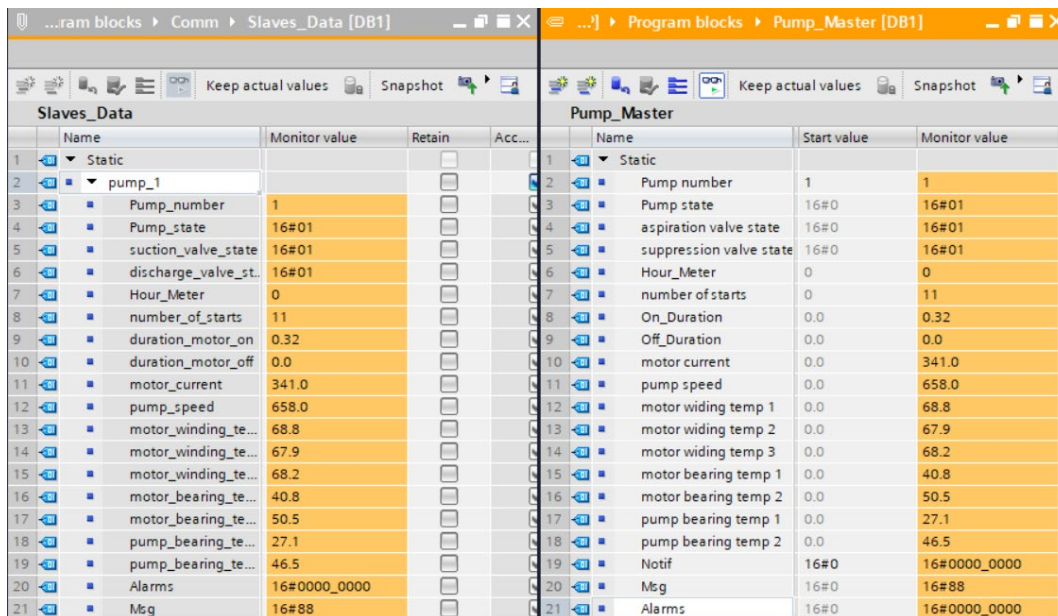 ...ram blocks ▸ Comm ▸ Slaves_Data [DB1]
Keep actual values Snapshot
Slaves_Data
Name Monitor value Retain Acc...
1 Static
2 pump_1
3 Pump_number 1
4 Pump_state 16#01
5 suction_valve_state 16#01
6 discharge_valve_st.. 16#01
7 Hour_Meter 0
8 number_of_starts 11
9 duration_motor_on 0.32
10 duration_motor_off 0.0
11 motor_current 341.0
12 pump_speed 658.0
13 motor_winding_te... 68.8
14 motor_winding_te... 67.9
15 motor_winding_te... 68.2
16 motor_bearing_te... 40.8
17 motor_bearing_te... 50.5
18 pump_bearing_te... 27.1
19 pump_bearing_te... 46.5
20 Alarms 16#0000_0000
21 Msg 16#88
...'] ▸ Program blocks ▸ Pump_Master [DB1]
Keep actual values Snapshot
Pump_Master
Name Start value Monitor value
1 Static
2 Pump number 1 1
3 Pump state 16#0 16#01
4 aspiration valve state 16#0 16#01
5 suppression valve state 16#0 16#01
6 Hour_Meter 0 0
7 number of starts 0 11
8 On_Duration 0.0 0.32
9 Off_Duration 0.0 0.0
10 motor current 0.0 341.0
11 pump speed 0.0 658.0
12 motor widing temp 1 0.0 68.8
13 motor widing temp 2 0.0 67.9
14 motor widing temp 3 0.0 68.2
15 motor bearing temp 1 0.0 40.8
16 motor bearing temp 2 0.0 50.5
17 pump bearing temp 1 0.0 27.1
18 pump bearing temp 2 0.0 46.5
19 Notif 16#0 16#0000_0000
20 Msg 16#0 16#88
21 Alarms 16#0 16#0000_0000